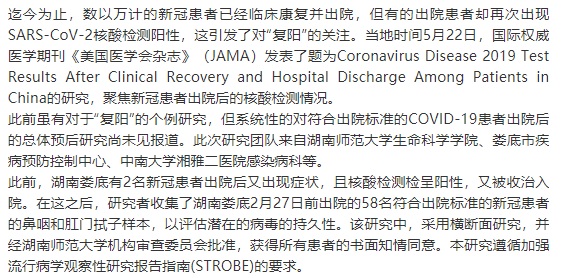 迄今为止，数以万计的新冠患者已经临床康复并出院，但有的出院患者却再次出现
SARS-CoV-2核酸检测阳性，这引发了对“复阳”的关注。当地时间5月22日，国际权威
医学期刊《美国医学会杂志》（JAMA）发表了题为Coronavirus Disease 2019 Test
Results After Clinical Recovery and Hospital Discharge Among Patients in
China的研究，聚焦新冠患者出院后的核酸检测情况。
此前虽有对于“复阳”的个例研究，但系统性的对符合出院标准的COVID-19患者出院后
的总体预后研究尚未见报道。此次研究团队来自湖南师范大学生命科学学院、娄底市疾
病预防控制中心、中南大学湘雅二医院感染病科等。
此前，湖南娄底有2名新冠患者出院后又出现症状，且核酸检测检呈阳性，又被收治入
院。在这之后，研究者收集了湖南娄底2月27日前出院的58名符合出院标准的新冠患者
的鼻咽和肛门拭子样本，以评估潜在的病毒的持久性。该研究中，采用横断面研究，并
经湖南师范大学机构审查委员会批准，获得所有患者的书面知情同意。本研究遵循加强
流行病学观察性研究报告指南(STROBE)的要求。